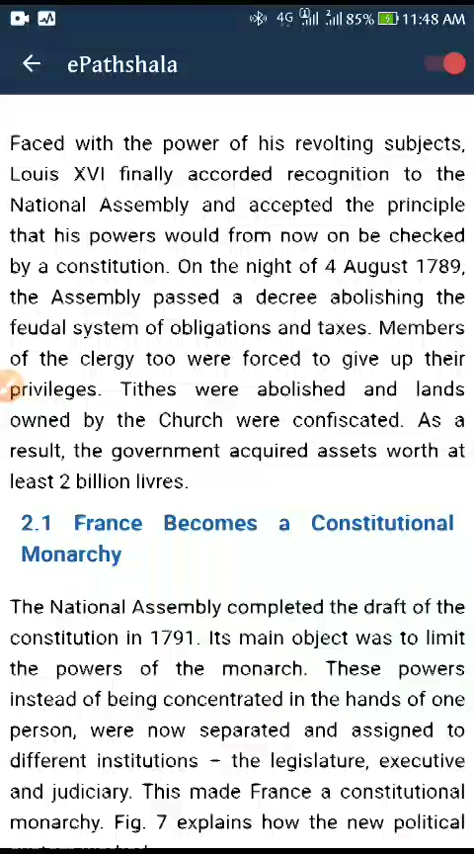 4G 2 85% 11:48 AM
ePathshala
Faced with the power of his revolting subjects,
Louis XVI finally accorded recognition to the
National Assembly and accepted the principle
that his powers would from now on be checked
by a constitution. On the night of 4 August 1789,
the Assembly passed a decree abolishing the
feudal system of obligations and taxes. Members
of the clergy too were forced to give up their
privileges. Tithes were abolished and lands
owned by the Church were confiscated. As a
result, the government acquired assets worth at
least 2 billion livres.
2.1 France Becomes a Constitutional
Monarchy
The National Assembly completed the draft of the
constitution in 1791. Its main object was to limit
the powers of the monarch. These powers
instead of being concentrated in the hands of one
person, were now separated and assigned to
different institutions – the legislature, executive
and judiciary. This made France a constitutional
monarchy. Fig. 7 explains how the new political